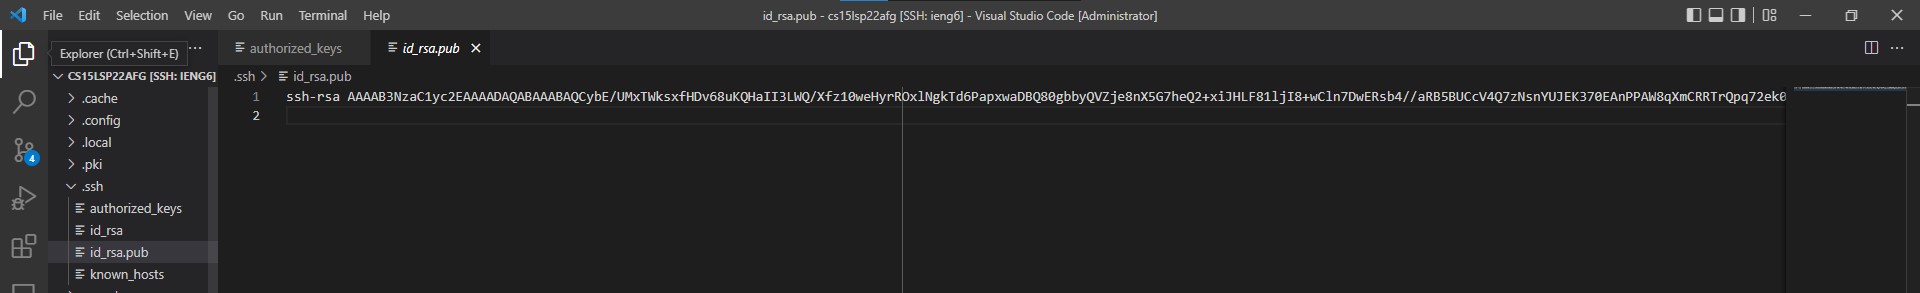 File Edit Selection View Go Run Terminal Help id_rsa.pub - cs15lsp22afg [SSH: ieng6] - Visual Studio Code [Administrator]
Explorer (Ctrl+Shift+E) ...
authorized_keys id_rsa.pub
CS15LSP22AFG [SSH: IENG6]
.ssh > id_rsa.pub
1 ssh-rsa AAAAB3NzaC1yc2EAAAADAQABAAABAQCybE/UMxTWksxfHDv68uKQHaII3LWQ/Xfz10weHyrROxlNgkTd6PapxwaDBQ80gbbyQVZje8nX5G7heQ2+xiJHLF81ljI8+wCln7DwERsb4//aRB5BUCcV4Q7zNsnYUJEK370EAnPPAW8qXmCRRTrQpq72ek0
2
.cache
.config
.local
.pki
.ssh
authorized_keys
id_rsa
id_rsa.pub
known_hosts
4